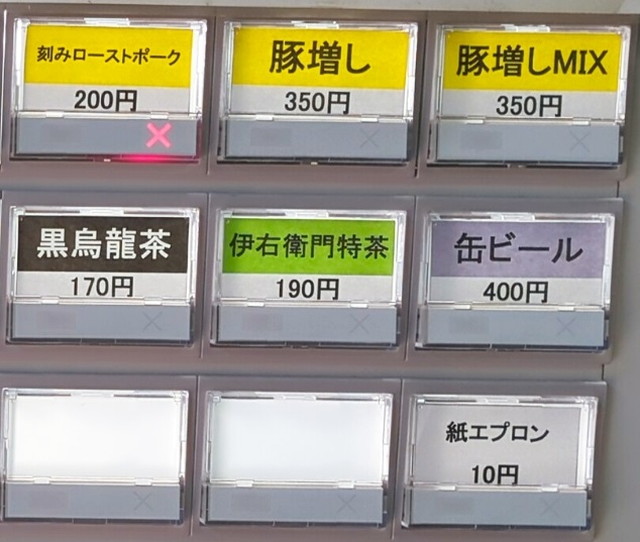 刻みローストポーク
200円
豚増し
350円
豚増しMIX
350円
黒烏龍茶
170円
伊右衛門特茶
190円
缶ビール
400円
紙エプロン
10円